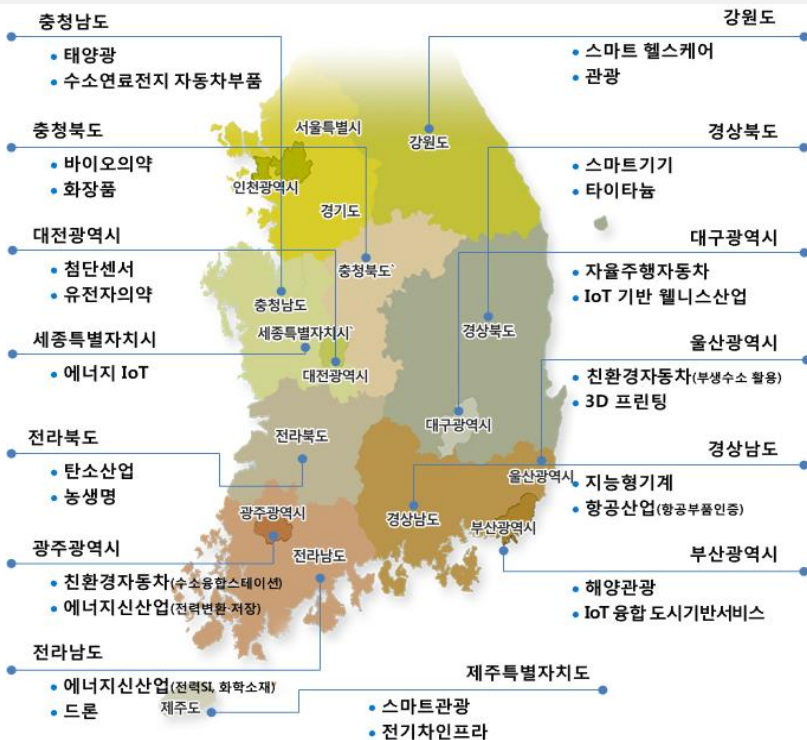 충청남도
• 태양광
• 수소연료전지 자동차부품
충청북도
• 바이오의약
• 화장품
대전광역시
• 첨단센서
• 유전자의약
세종특별자치시
• 에너지 IoT
전라북도
• 탄소산업
• 농생명
광주광역시
• 친환경자동차(수소융합스테이션)
• 에너지신산업(전력변환·저장)
전라남도
• 에너지신산업(전력SI, 화학소재)
• 드론
서울특별시
인천광역시
경기도
강원도
충청북도`
충청남도
세종특별자치시`
대전광역시
경상북도
전라북도
대구광역시
울산광역시
광주광역시
경상남도
부산광역시
전라남도
제주도
강원도
• 스마트 헬스케어
• 관광
경상북도
• 스마트기기
• 타이타늄
대구광역시
• 자율주행자동차
• IoT 기반 웰니스산업
울산광역시
• 친환경자동차(부생수소 활용)
• 3D 프린팅
경상남도
• 지능형기계
• 항공산업(항공부품인증)
부산광역시
• 해양관광
• IoT 융합 도시기반서비스
제주특별자치도
• 스마트관광
• 전기차인프라